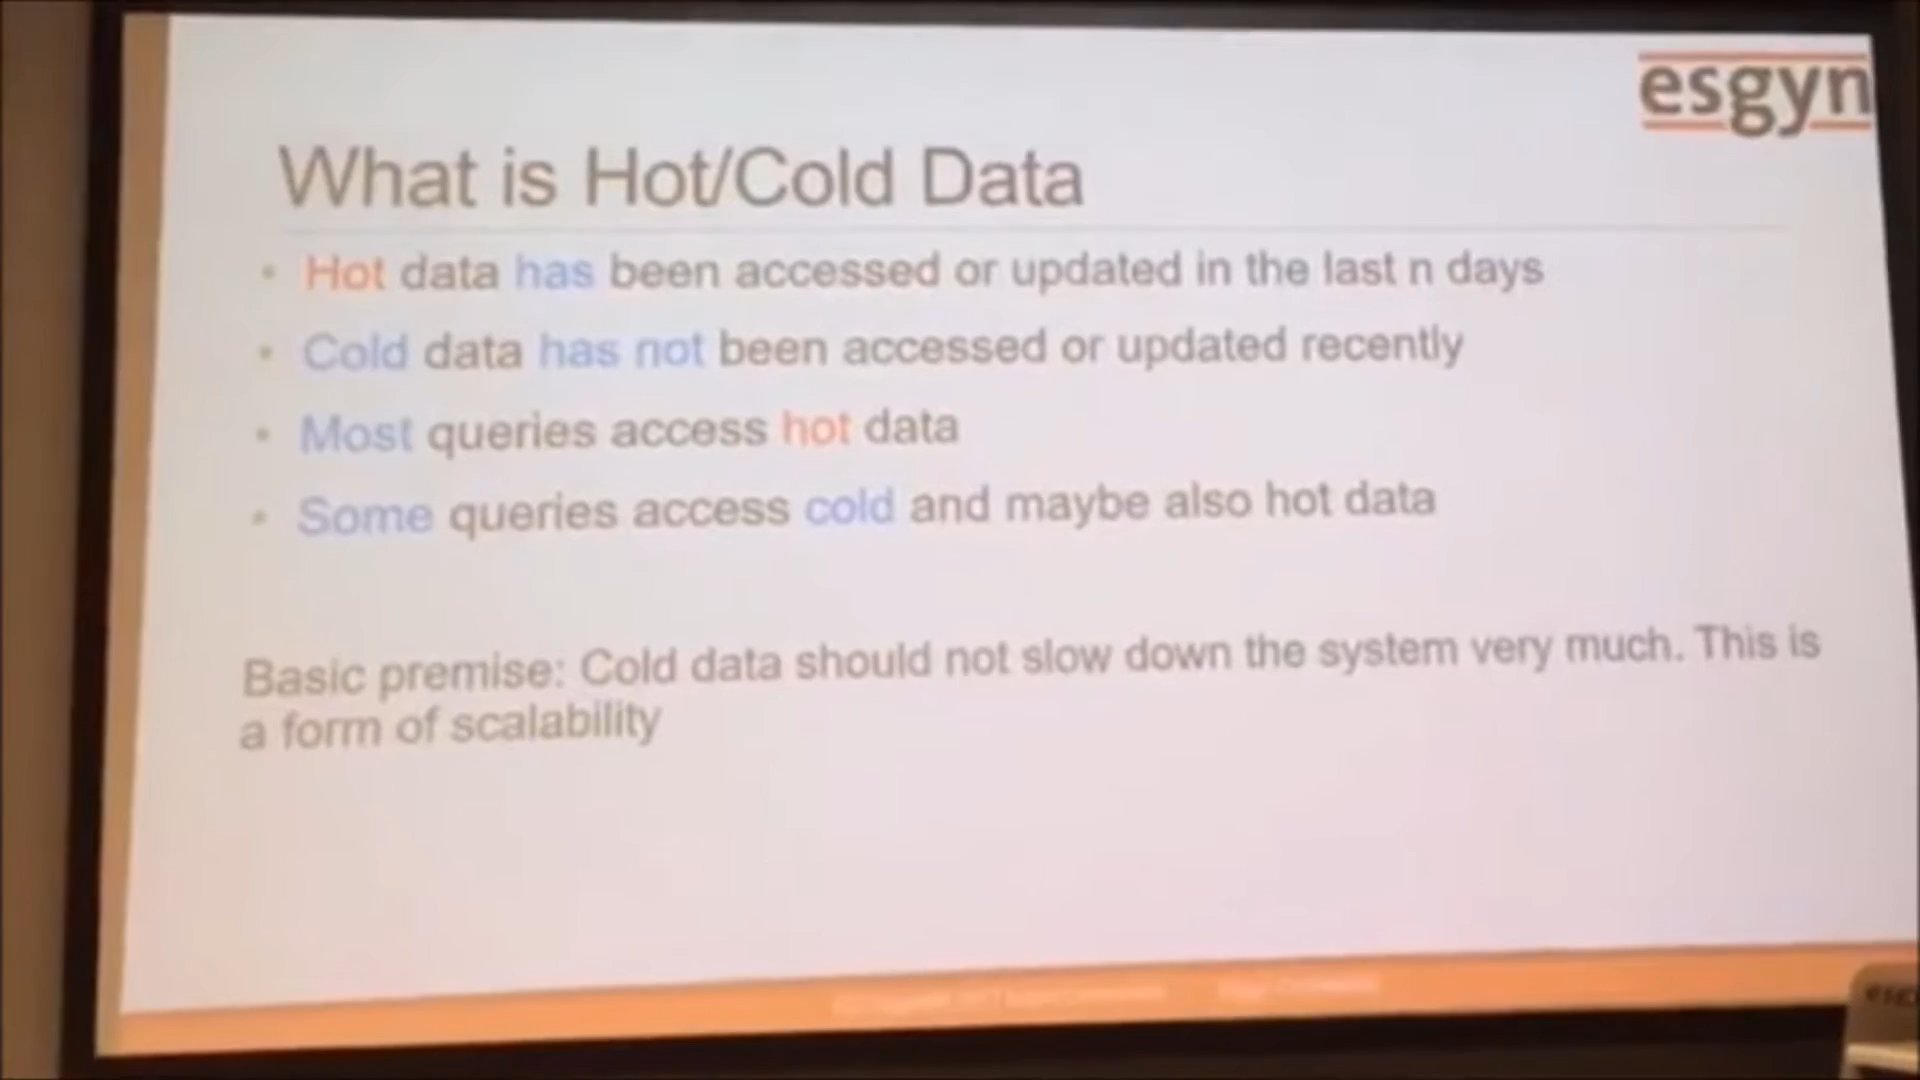 esgyn
What is Hot/Cold Data
• Hot data has been accessed or updated in the last n days
• Cold data has not been accessed or updated recently
• Most queries access hot data
• Some queries access cold and maybe also hot data
Basic premise: Cold data should not slow down the system very much. This is
a form of scalability